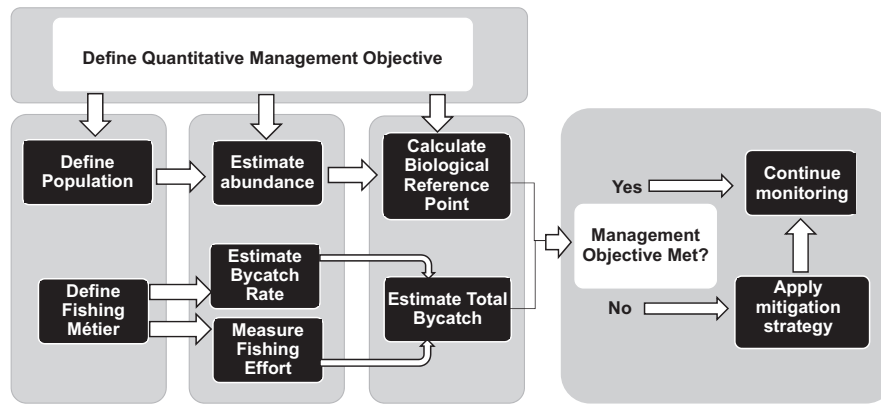 Define Quantitative Management Objective
Define
Population
Estimate
abundance
Calculate
Biological
Reference
Point
Define
Fishing
Métier
Estimate
Bycatch
Rate
Measure
Fishing
Effort
Estimate Total
Bycatch
Management
Objective Met?
Yes
Continue
monitoring
No
Apply
mitigation
strategy